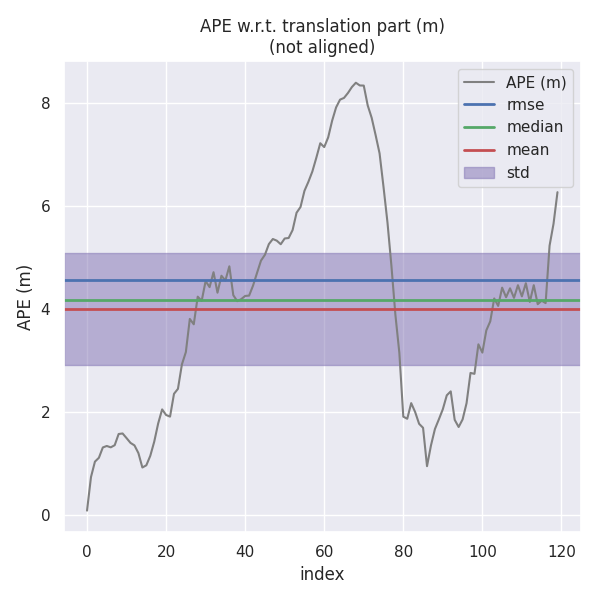 APE w.r.t. translation part (m)
(not aligned)
APE (m)
rmse
median
mean
std
APE (m)
8
6
4
2
0
0 20 40 60 80 100 120
index